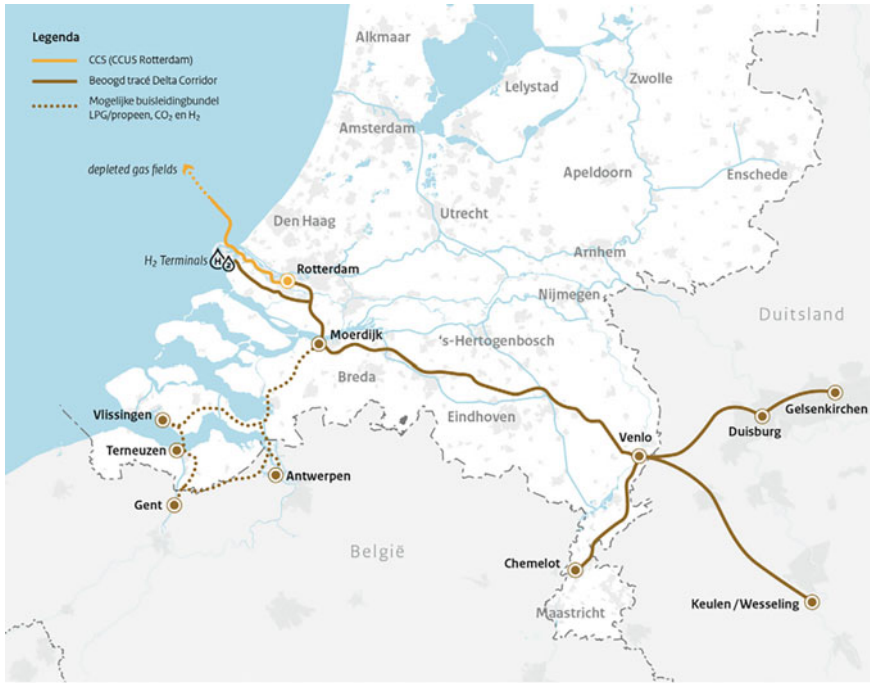 Legenda
CCS (CCUS Rotterdam)
Beoogd tracé Delta Corridor
Mogelijke buisleidingbundel
LPG/propeen, CO₂ en H₂
Alkmaar
Zwolle
Lelystad
Amsterdam
depleted gas fields
Apeldoorn
Enschede
Den Haag
Utrecht
H₂ Terminals
H
2
Arnhem
Rotterdam
Nijmegen
Duitsland
Moerdijk
's-Hertogenbosch
Breda
Gelsenkirchen
Vlissingen
Eindhoven
Duisburg
Venlo
Terneuzen
Antwerpen
Gent
België
Chemelot
Keulen/Wesseling
Maastricht